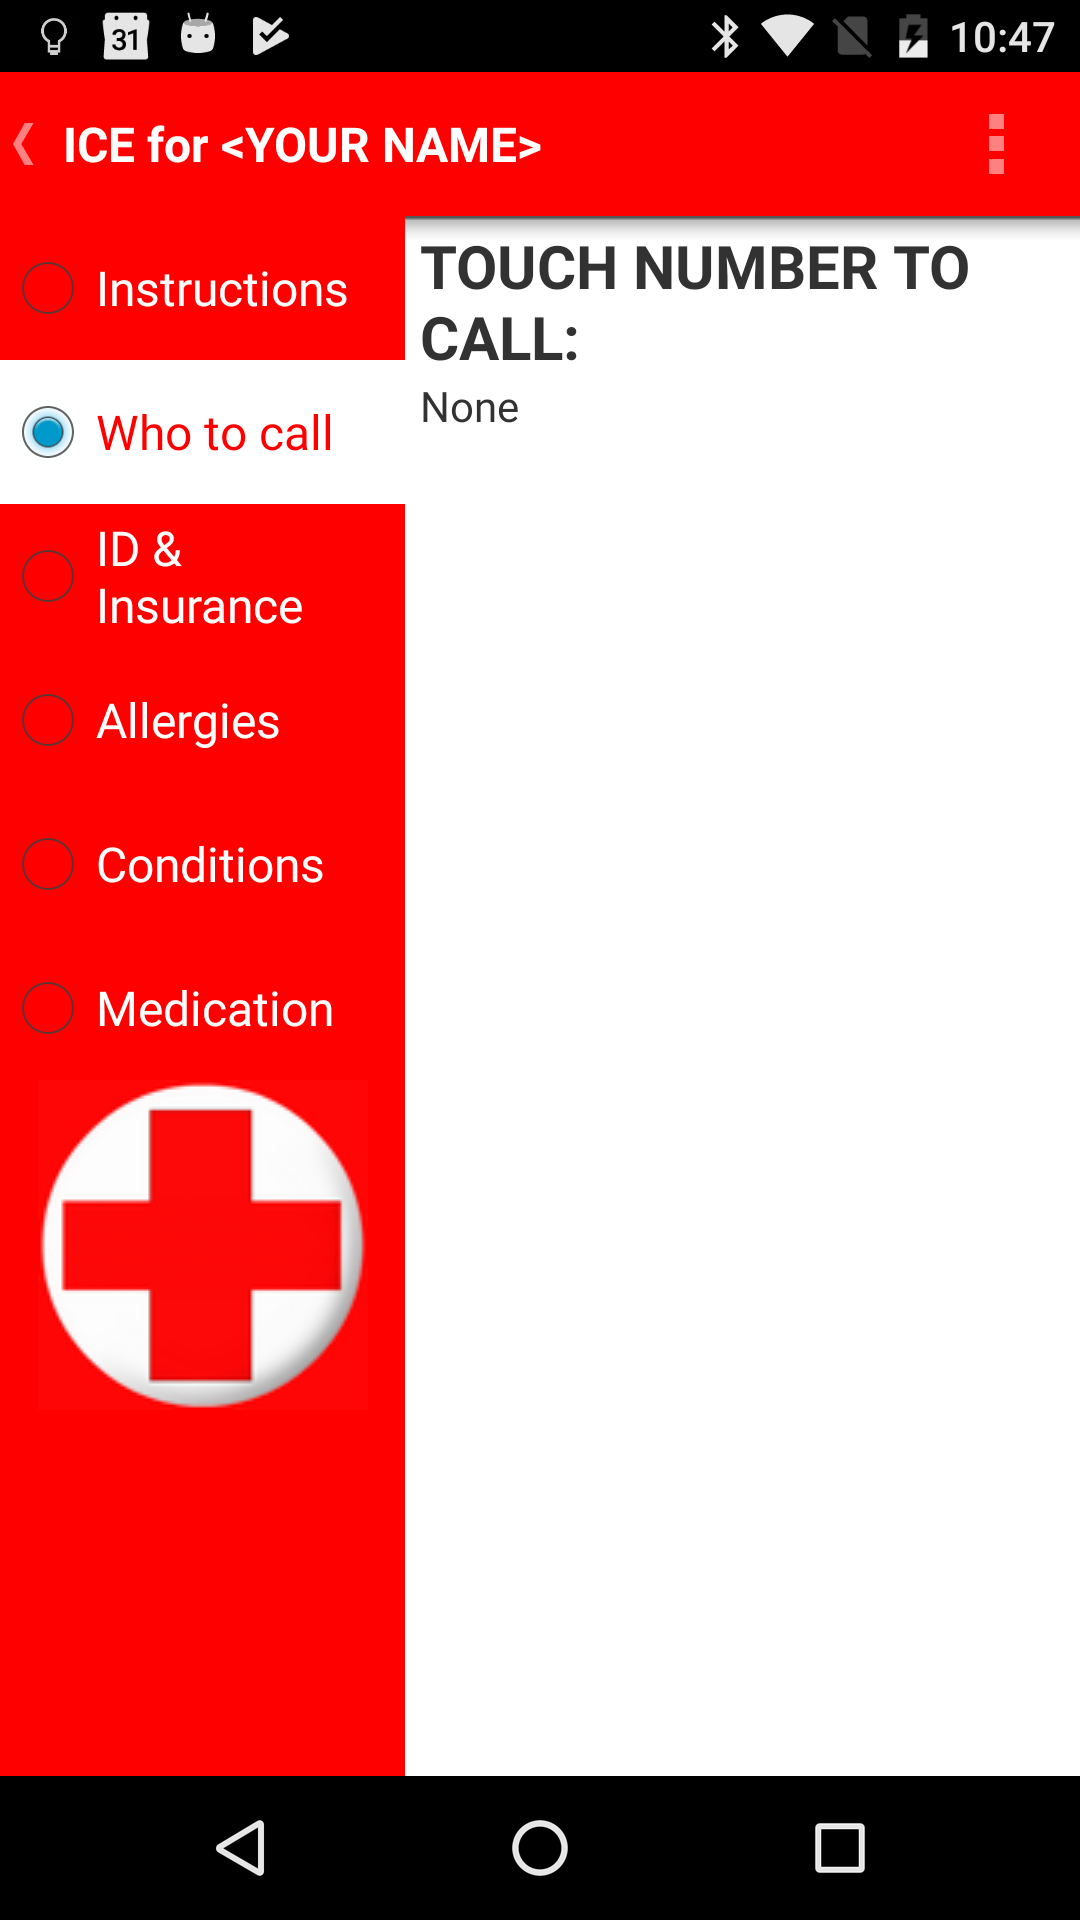 31
10:47
ICE for <YOUR NAME>
Instructions
Who to call
ID &
Insurance
Allergies
Conditions
Medication
TOUCH NUMBER TO
CALL:
None